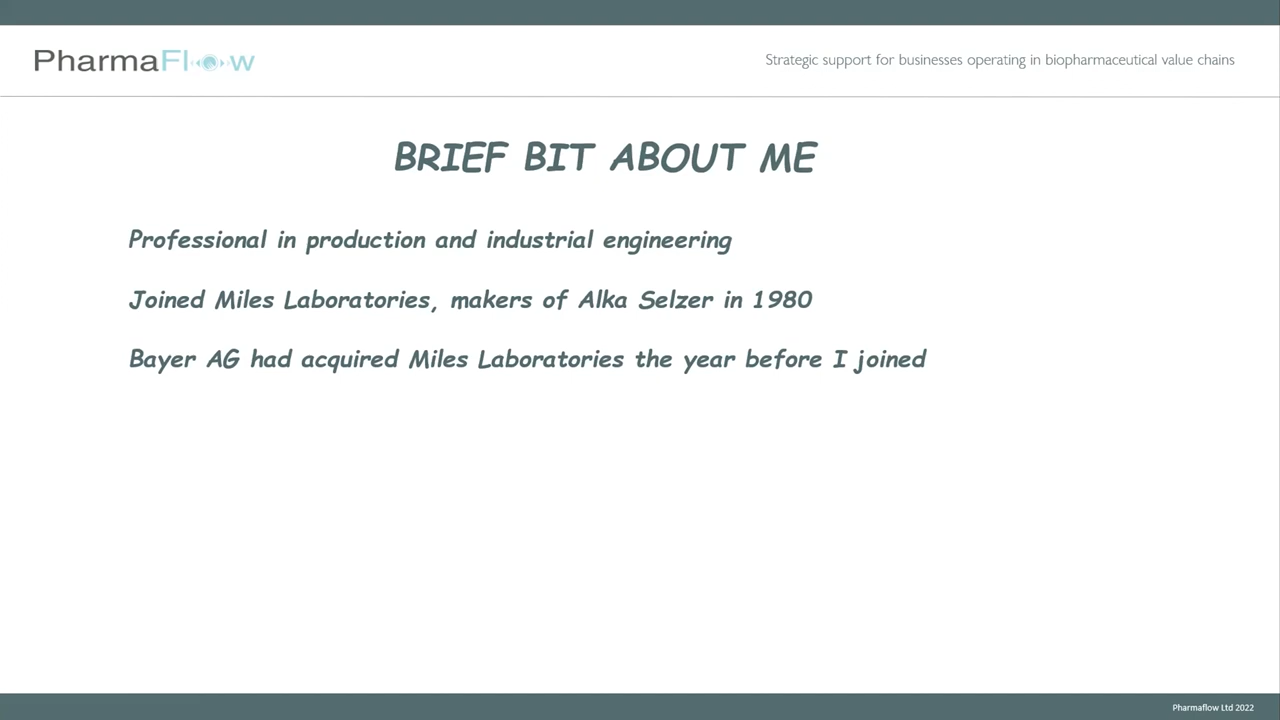 PharmaFlow
Strategic support for businesses operating in biopharmaceutical value chains
BRIEF BIT ABOUT ME
Professional in production and industrial engineering
Joined Miles Laboratories, makers of Alka Selzer in 1980
Bayer AG had acquired Miles Laboratories the year before I joined
Pharmaflow Ltd 2022